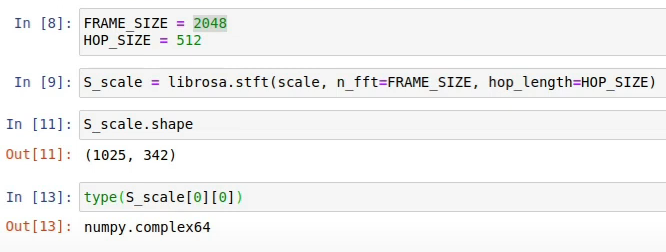 In [8]: FRAME_SIZE = 2048
HOP_SIZE = 512
In [9]: S_scale = librosa.stft(scale, n_fft=FRAME_SIZE, hop_length=HOP_SIZE)
In [11]: S_scale.shape
Out[11]: (1025, 342)
In [13]: type(S_scale[0][0])
Out[13]: numpy.complex64